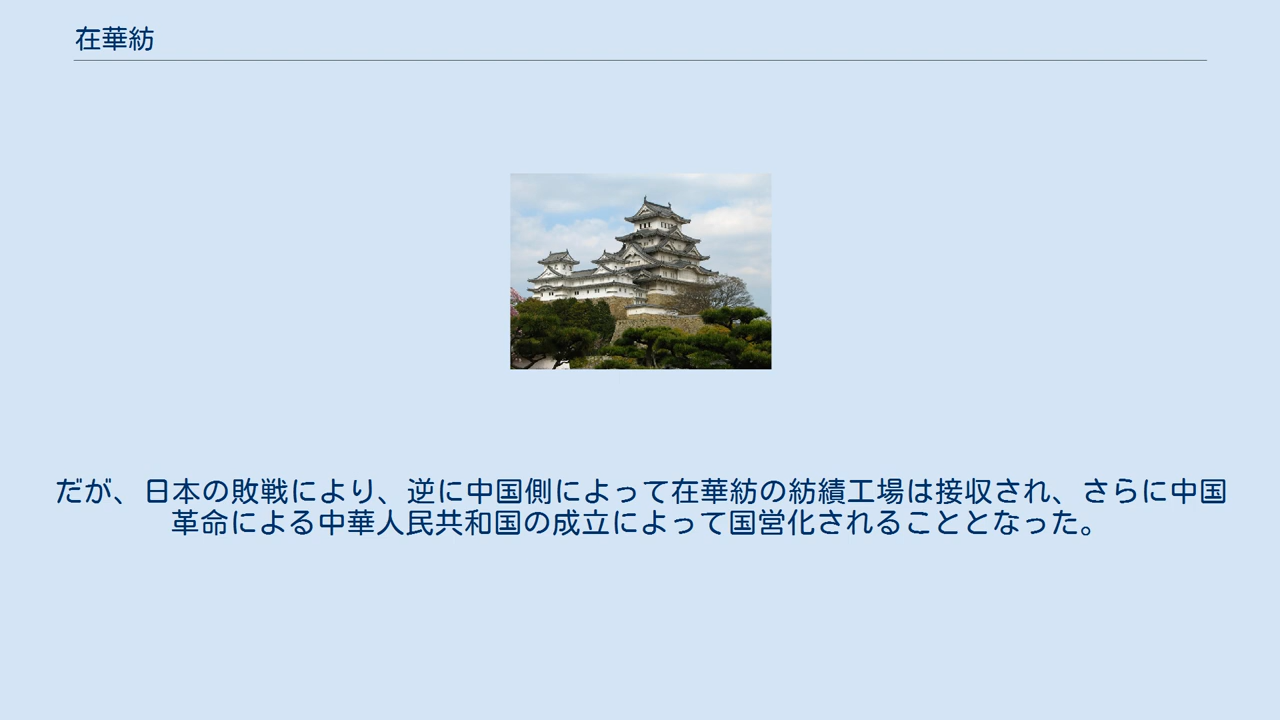 在華紡
だが、日本の敗戦により、逆に中国側によって在華紡の紡績工場は接収され、さらに中国
革命による中華人民共和国の成立によって国営化されることとなった。